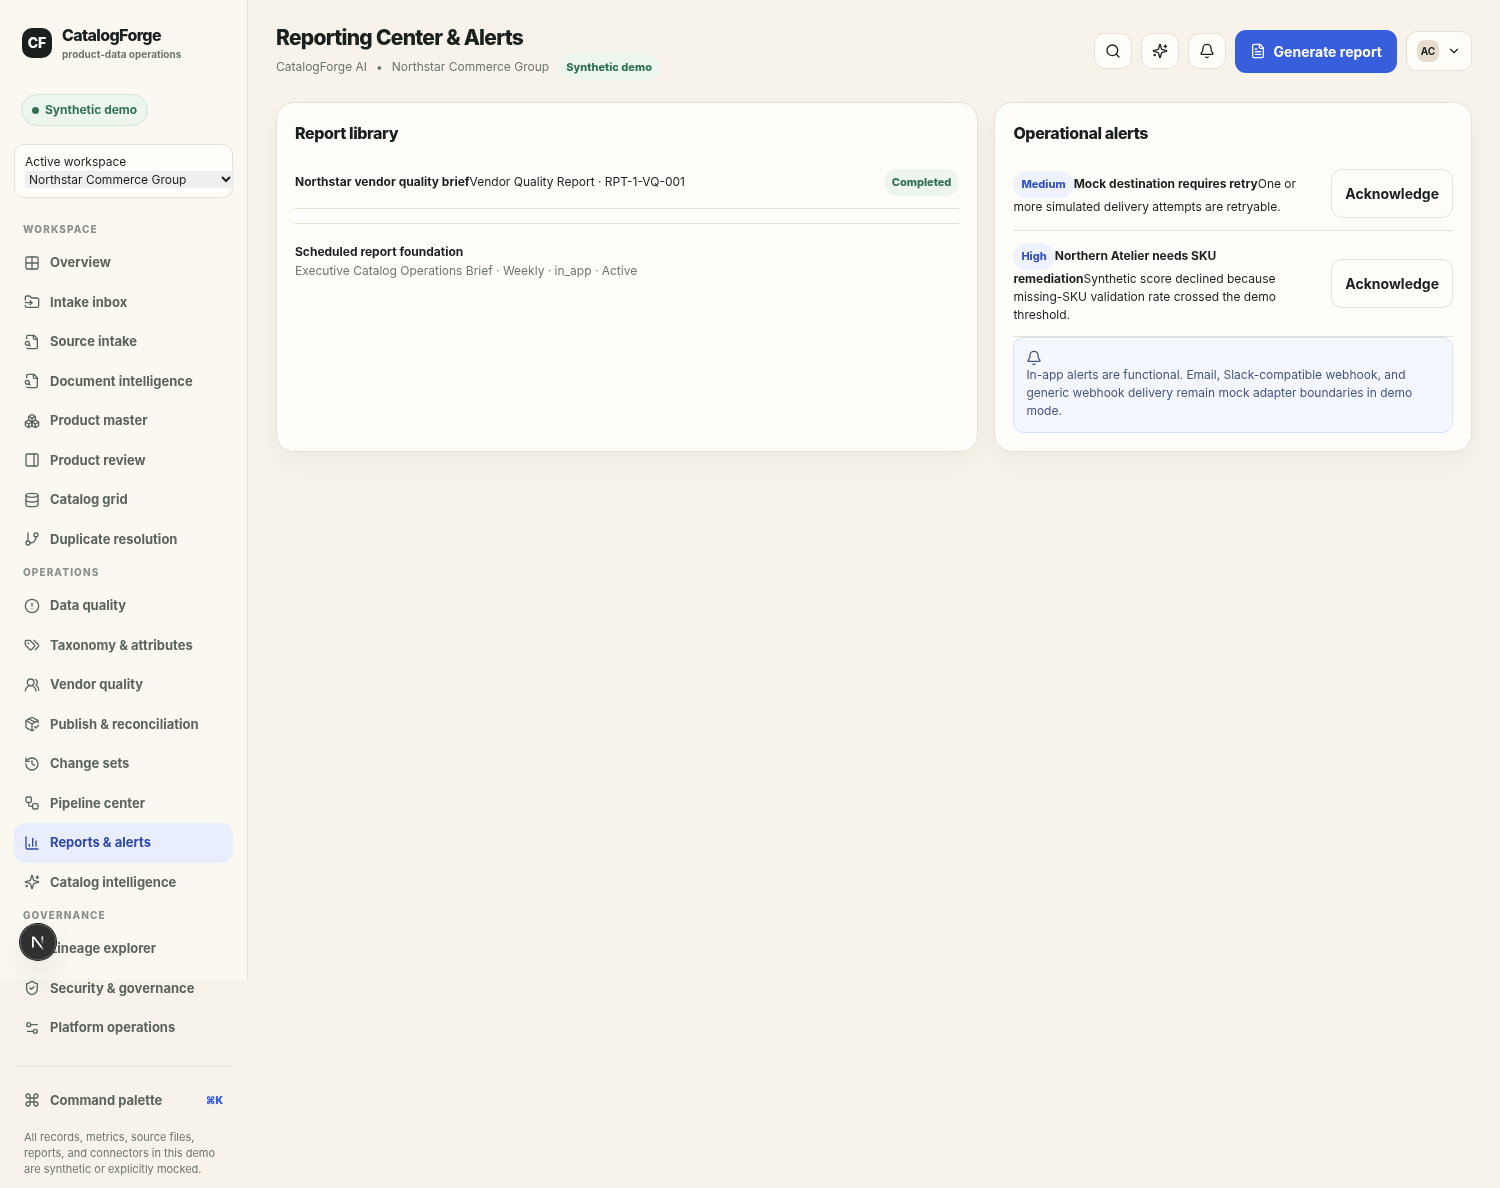 CF
CatalogForge
product-data operations
Synthetic demo
Active workspace
Northstar Commerce Group
WORKSPACE
Overview
Intake inbox
Source intake
Document intelligence
Product master
Product review
Catalog grid
Duplicate resolution
OPERATIONS
Data quality
Taxonomy & attributes
Vendor quality
Publish & reconciliation
Change sets
Pipeline center
Reports & alerts
Catalog intelligence
GOVERNANCE
N
Lineage explorer
Security & governance
Platform operations
Command palette ⌘K
All records, metrics, source files,
reports, and connectors in this demo
are synthetic or explicitly mocked.
Reporting Center & Alerts
CatalogForge AI • Northstar Commerce Group Synthetic demo
Generate report
AC
Report library
Northstar vendor quality briefVendor Quality Report · RPT-1-VQ-001 Completed
Scheduled report foundation
Executive Catalog Operations Brief · Weekly · in_app · Active
Operational alerts
Medium Mock destination requires retryOne or
more simulated delivery attempts are retryable.
Acknowledge
High Northern Atelier needs SKU
remediationSynthetic score declined because
missing-SKU validation rate crossed the demo
threshold.
Acknowledge
In-app alerts are functional. Email, Slack-compatible webhook, and
generic webhook delivery remain mock adapter boundaries in demo
mode.